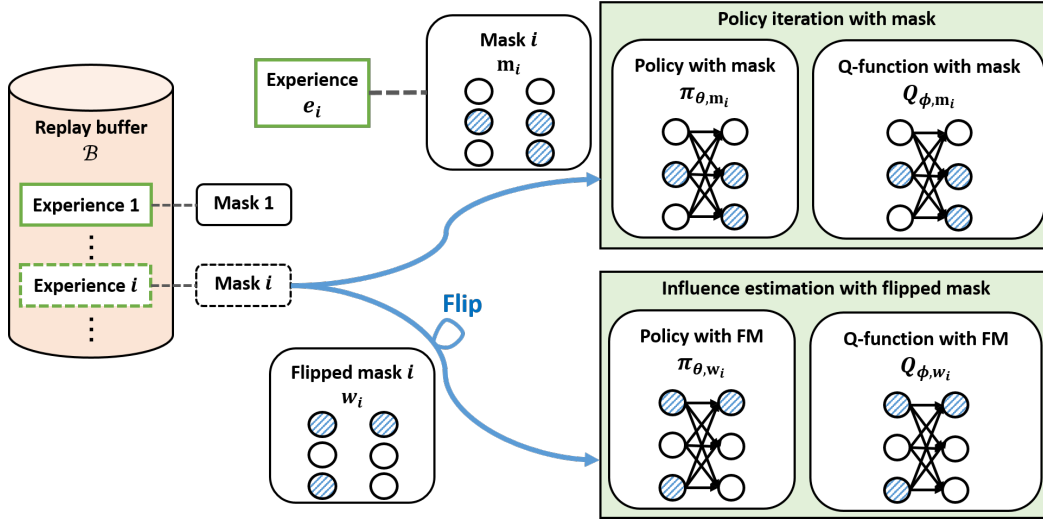 Replay buffer
ℬ
Experience 1
Mask 1
Experience i
Mask i
Experience
e_i
Mask i
m_i
Flip
Flipped mask i
w_i
Policy iteration with mask
Policy with mask
π_θ,m_i
Q-function with mask
Q_ϕ,m_i
Influence estimation with flipped mask
Policy with FM
π_θ,w_i
Q-function with FM
Q_ϕ,w_i